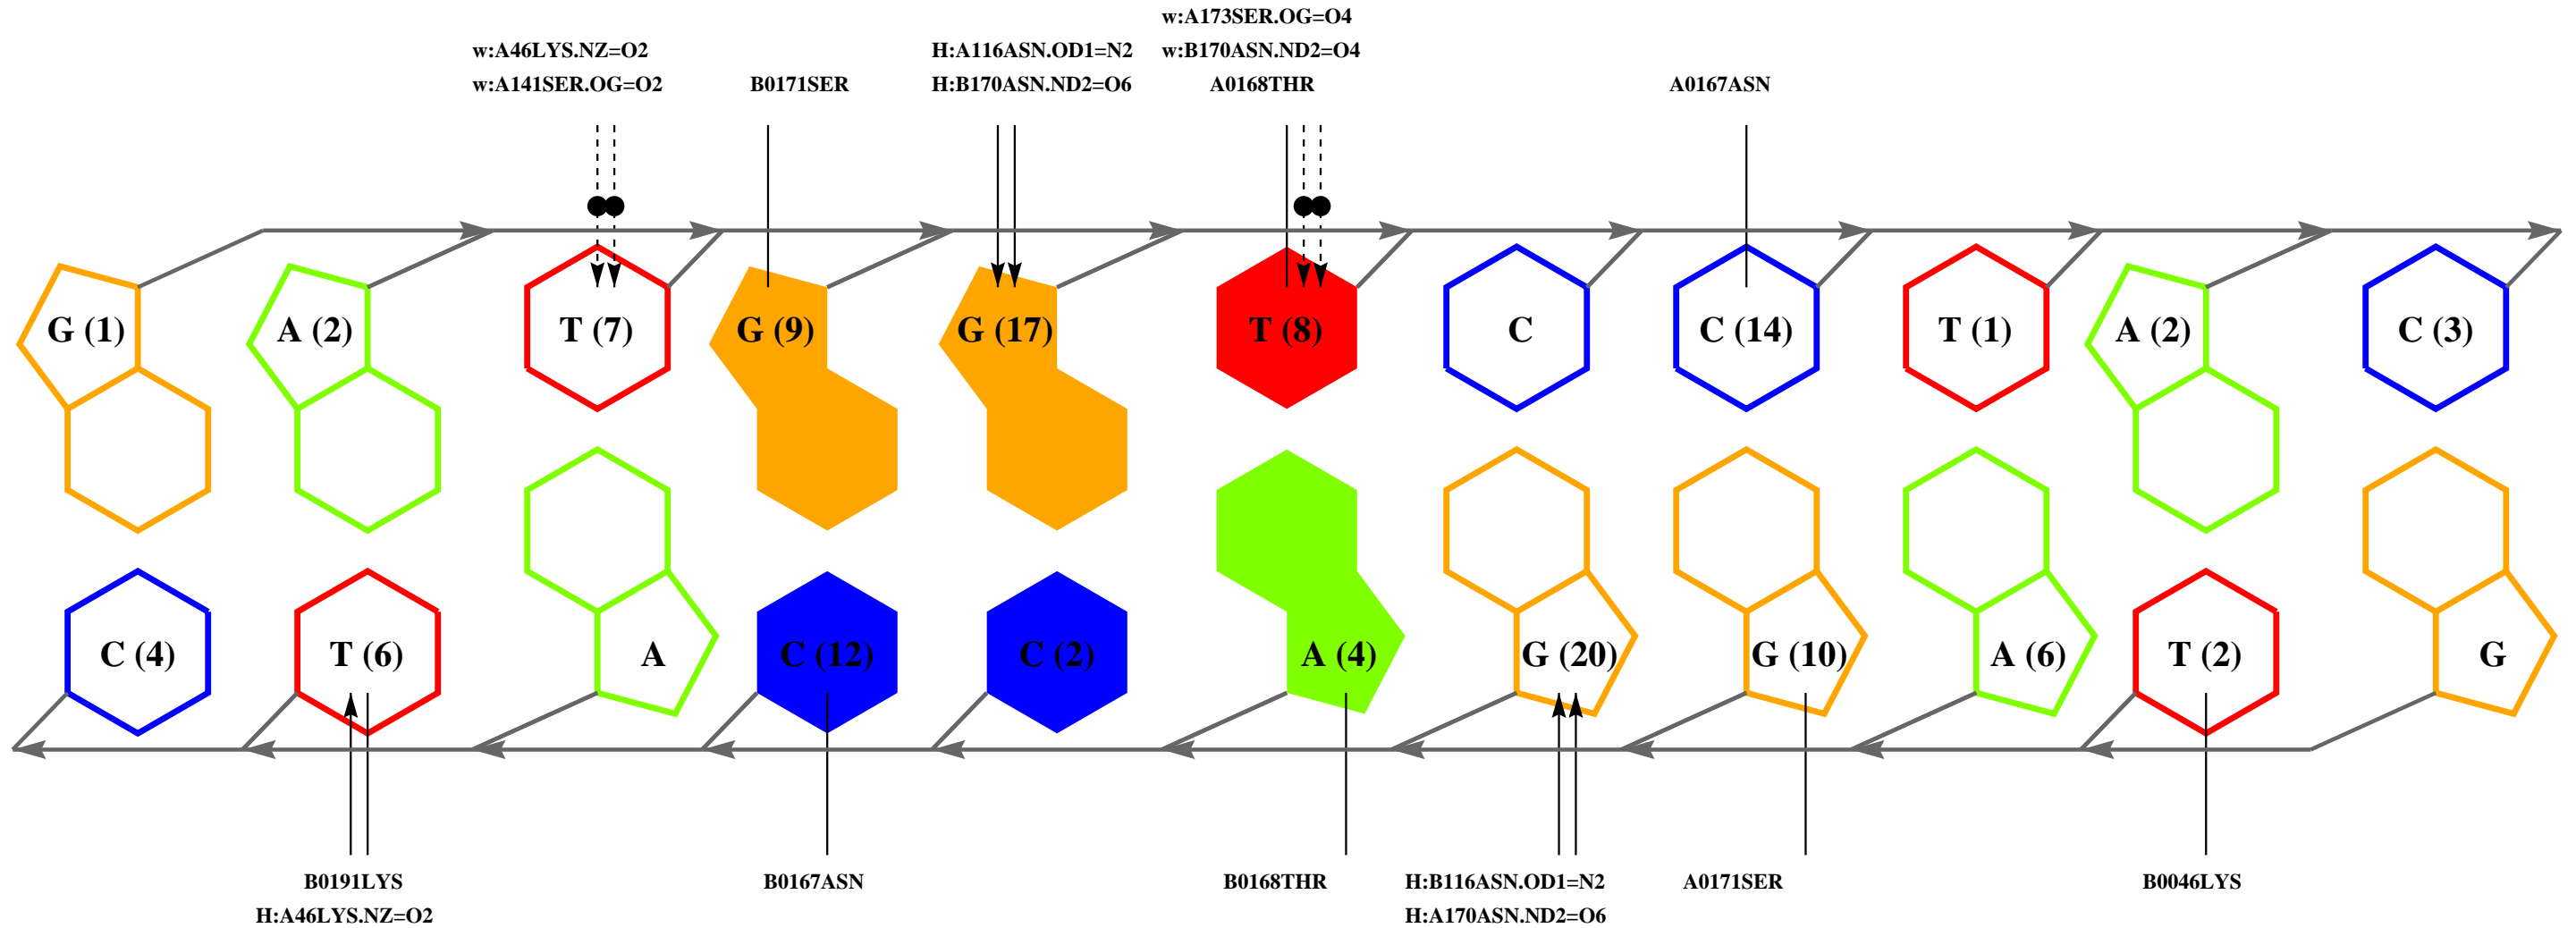 w:A173SER.OG=O4
w:A46LYS.NZ=O2 H:A116ASN.OD1=N2 w:B170ASN.ND2=O4
w:A141SER.OG=O2 B0171SER H:B170ASN.ND2=O6 A0168THR A0167ASN
G (1) A (2) T (7) G (9) G (17) T (8) C C (14) T (1) A (2) C (3)
C (4) T (6) A C (12) C (2) A (4) G (20) G (10) A (6) T (2) G
B0191LYS B0167ASN B0168THR H:B116ASN.OD1=N2 A0171SER B0046LYS
H:A46LYS.NZ=O2 H:A170ASN.ND2=O6